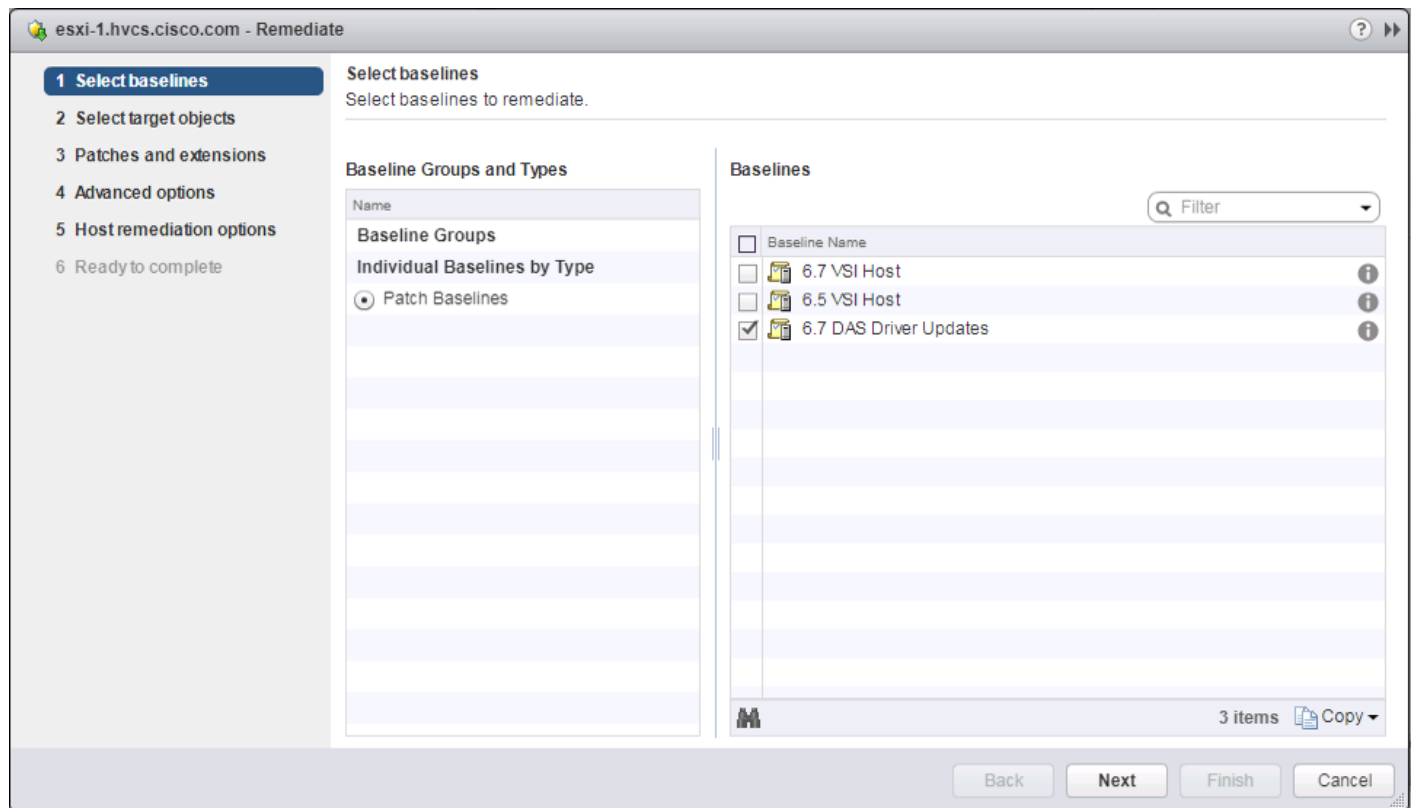 esxi-1.hvcs.cisco.com - Remediate
1 Select baselines
2 Select target objects
3 Patches and extensions
4 Advanced options
5 Host remediation options
6 Ready to complete
Select baselines
Select baselines to remediate.
Baseline Groups and Types
Name
Baseline Groups
Individual Baselines by Type
Patch Baselines
Baselines
Filter
Baseline Name
6.7 VSI Host
6.5 VSI Host
6.7 DAS Driver Updates
3 items Copy
Back Next Finish Cancel